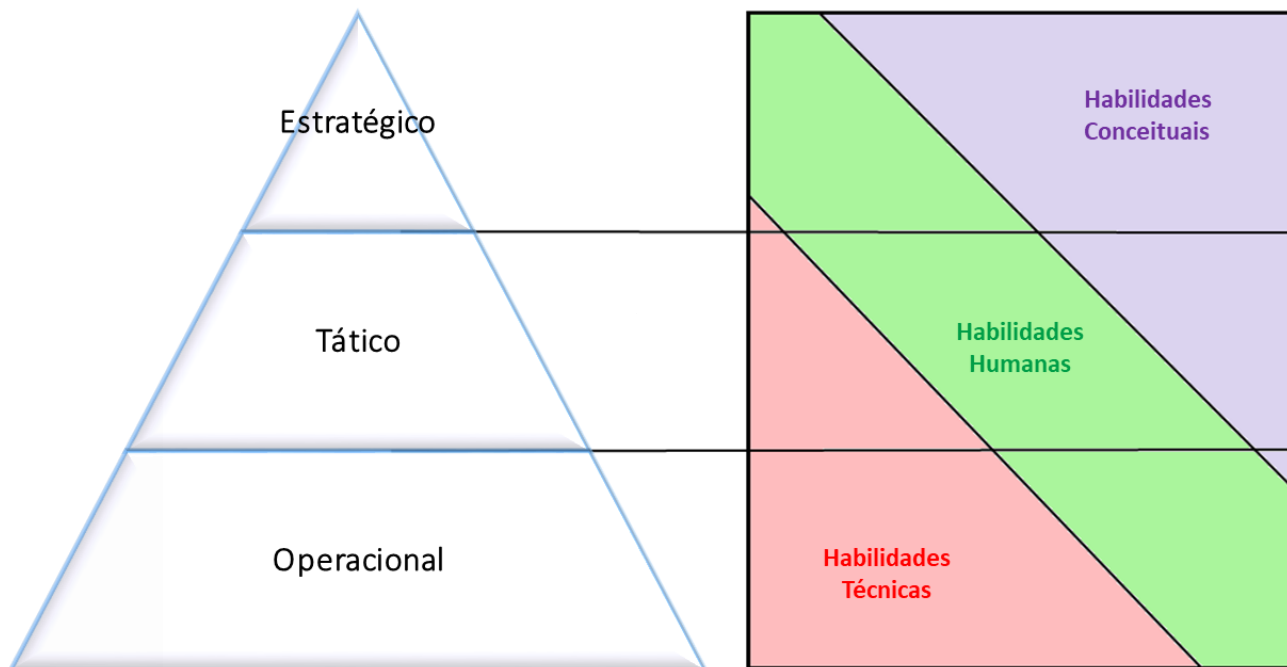 Estratégico
Habilidades
Conceituais
Tático
Habilidades
Humanas
Operacional
Habilidades
Técnicas